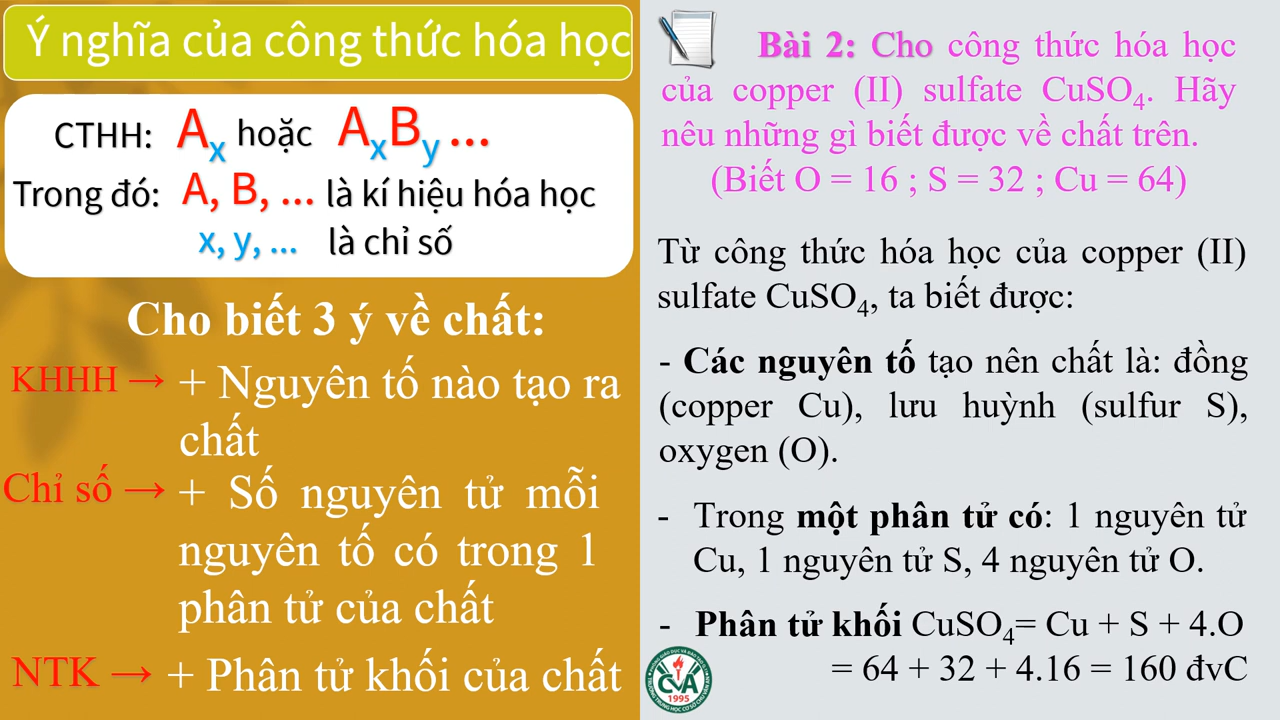 Ý nghĩa của công thức hóa học
CTHH: Aₓ hoặc AₓBᵧ ...
Trong đó: A, B, ... là kí hiệu hóa học
x, y, ... là chỉ số
Cho biết 3 ý về chất:
KHHH → + Nguyên tố nào tạo ra
chất
Chỉ số → + Số nguyên tử mỗi
nguyên tố có trong 1
phân tử của chất
NTK → + Phân tử khối của chất
Bài 2: Cho công thức hóa học
của copper (II) sulfate CuSO₄. Hãy
nêu những gì biết được về chất trên.
(Biết O = 16 ; S = 32 ; Cu = 64)
Từ công thức hóa học của copper (II)
sulfate CuSO₄, ta biết được:
- Các nguyên tố tạo nên chất là: đồng
(copper Cu), lưu huỳnh (sulfur S),
oxygen (O).
- Trong một phân tử có: 1 nguyên tử
Cu, 1 nguyên tử S, 4 nguyên tử O.
- Phân tử khối CuSO₄= Cu + S + 4.O
= 64 + 32 + 4.16 = 160 đvC
CVA
1995